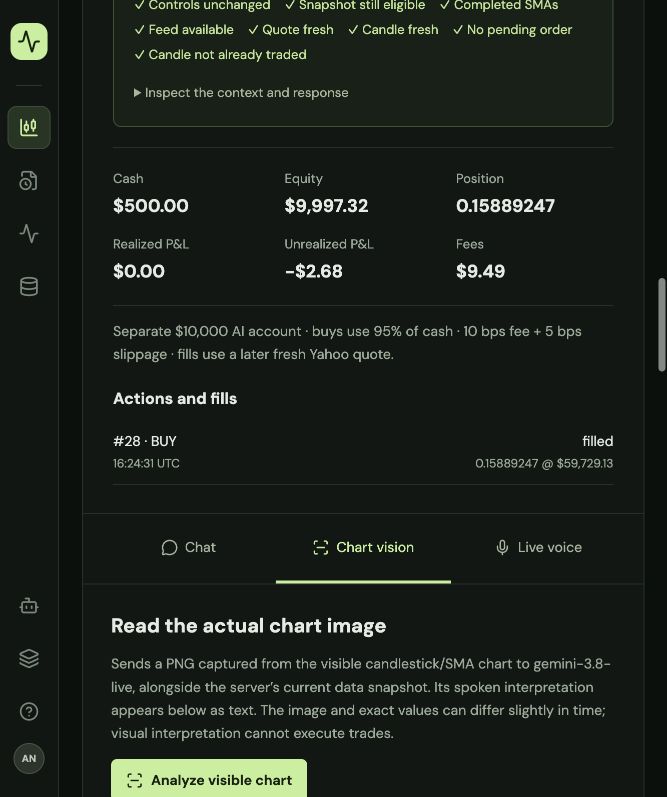 ✓ Controls unchanged ✓ Snapshot still eligible ✓ Completed SMAs
✓ Feed available ✓ Quote fresh ✓ Candle fresh ✓ No pending order
✓ Candle not already traded
▶ Inspect the context and response
Cash Equity Position
$500.00 $9,997.32 0.15889247
Realized P&L Unrealized P&L Fees
$0.00 -$2.68 $9.49
Separate $10,000 AI account · buys use 95% of cash · 10 bps fee + 5 bps
slippage · fills use a later fresh Yahoo quote.
Actions and fills
#28 · BUY filled
16:24:31 UTC 0.15889247 @ $59,729.13
Chat Chart vision Live voice
Read the actual chart image
Sends a PNG captured from the visible candlestick/SMA chart to gemini-3.8-
live, alongside the server's current data snapshot. Its spoken interpretation
appears below as text. The image and exact values can differ slightly in time;
visual interpretation cannot execute trades.
AN
Analyze visible chart